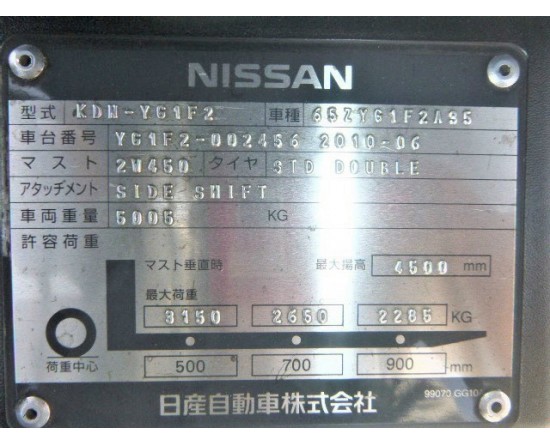 NISSAN
型式 KDN-YG1F2 車種 65ZYG1F2A95
車台番号 YG1F2-002456 2010-06
マスト 2W450 タイヤ STD DOUBLE
アタッチメント SIDE SHIFT
車両重量 5005 KG
許容荷重
マスト垂直時 最大揚高 4500 mm
最大荷重
3150 2650 2285 KG
荷重中心 500 700 900 mm
日産自動車株式会社